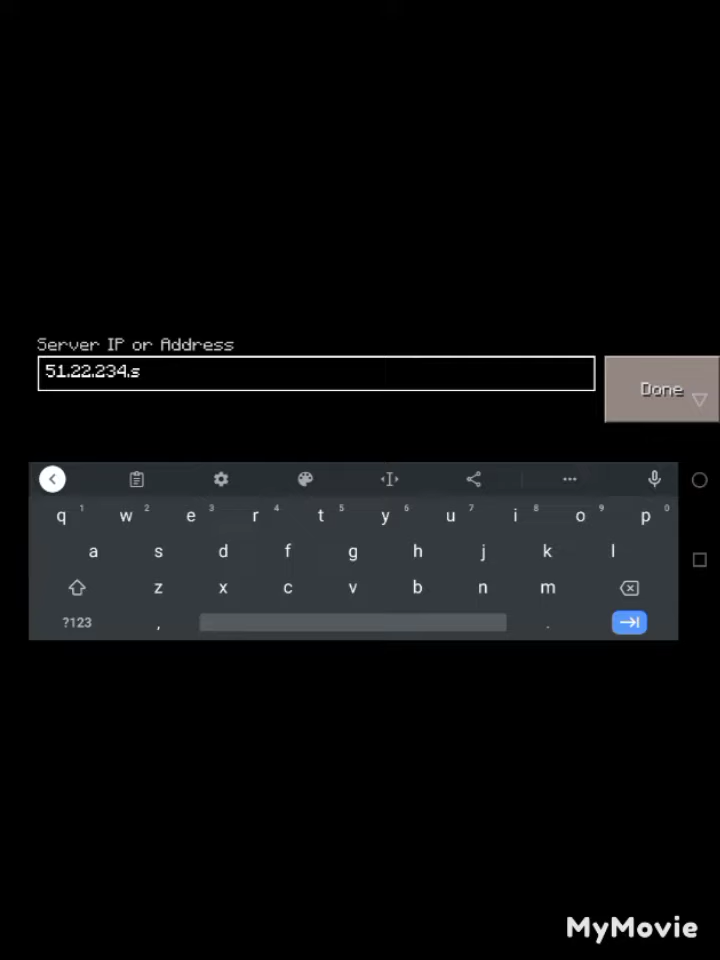 Server IP or Address
51.22.234.s
Done
q 1 w 2 e 3 r 4 t 5 y 6 u 7 i 8 o 9 p 0
a s d f g h j k l
z x c v b n m
?123 , .
MyMovie